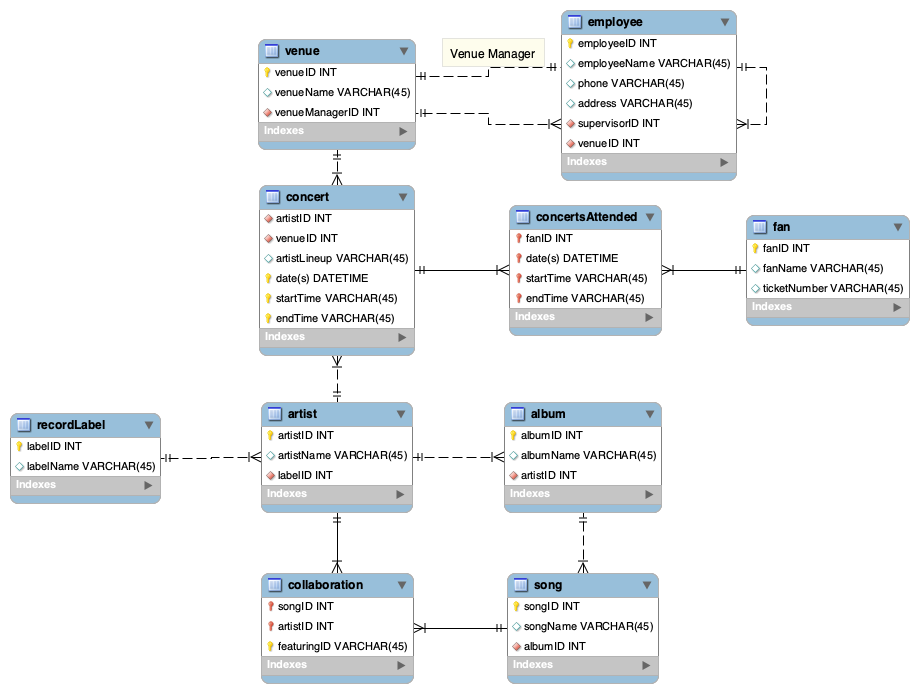 employee
employeeID INT
employeeName VARCHAR(45)
phone VARCHAR(45)
address VARCHAR(45)
supervisorID INT
venueID INT
Indexes
Venue Manager
venue
venueID INT
venueName VARCHAR(45)
venueManagerID INT
Indexes
concert
artistID INT
venueID INT
artistLineup VARCHAR(45)
date(s) DATETIME
startTime VARCHAR(45)
endTime VARCHAR(45)
Indexes
concertsAttended
fanID INT
date(s) DATETIME
startTime VARCHAR(45)
endTime VARCHAR(45)
Indexes
fan
fanID INT
fanName VARCHAR(45)
ticketNumber VARCHAR(45)
Indexes
recordLabel
labelID INT
labelName VARCHAR(45)
Indexes
artist
artistID INT
artistName VARCHAR(45)
labelID INT
Indexes
album
albumID INT
albumName VARCHAR(45)
artistID INT
Indexes
collaboration
songID INT
artistID INT
featuringID VARCHAR(45)
Indexes
song
songID INT
songName VARCHAR(45)
albumID INT
Indexes